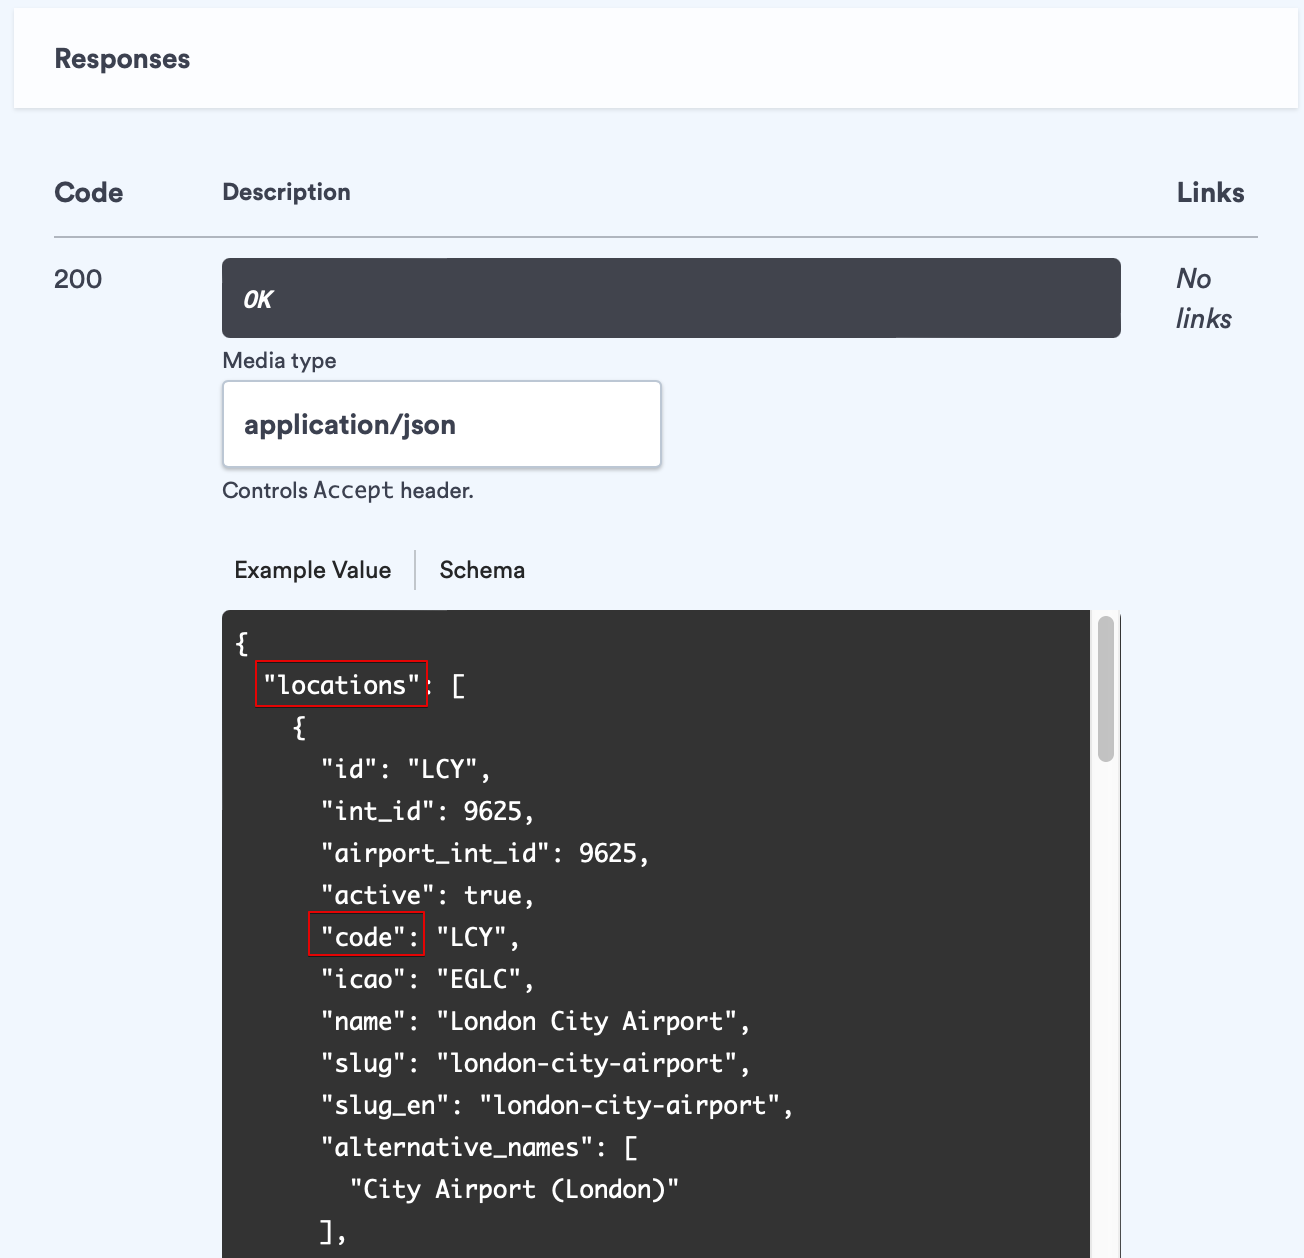 Responses
Code Description Links
200 OK No links
Media type
application/json
Controls Accept header.
Example Value Schema
{
"locations": [
{
"id": "LCY",
"int_id": 9625,
"airport_int_id": 9625,
"active": true,
"code": "LCY",
"icao": "EGLC",
"name": "London City Airport",
"slug": "london-city-airport",
"slug_en": "london-city-airport",
"alternative_names": [
"City Airport (London)"
],